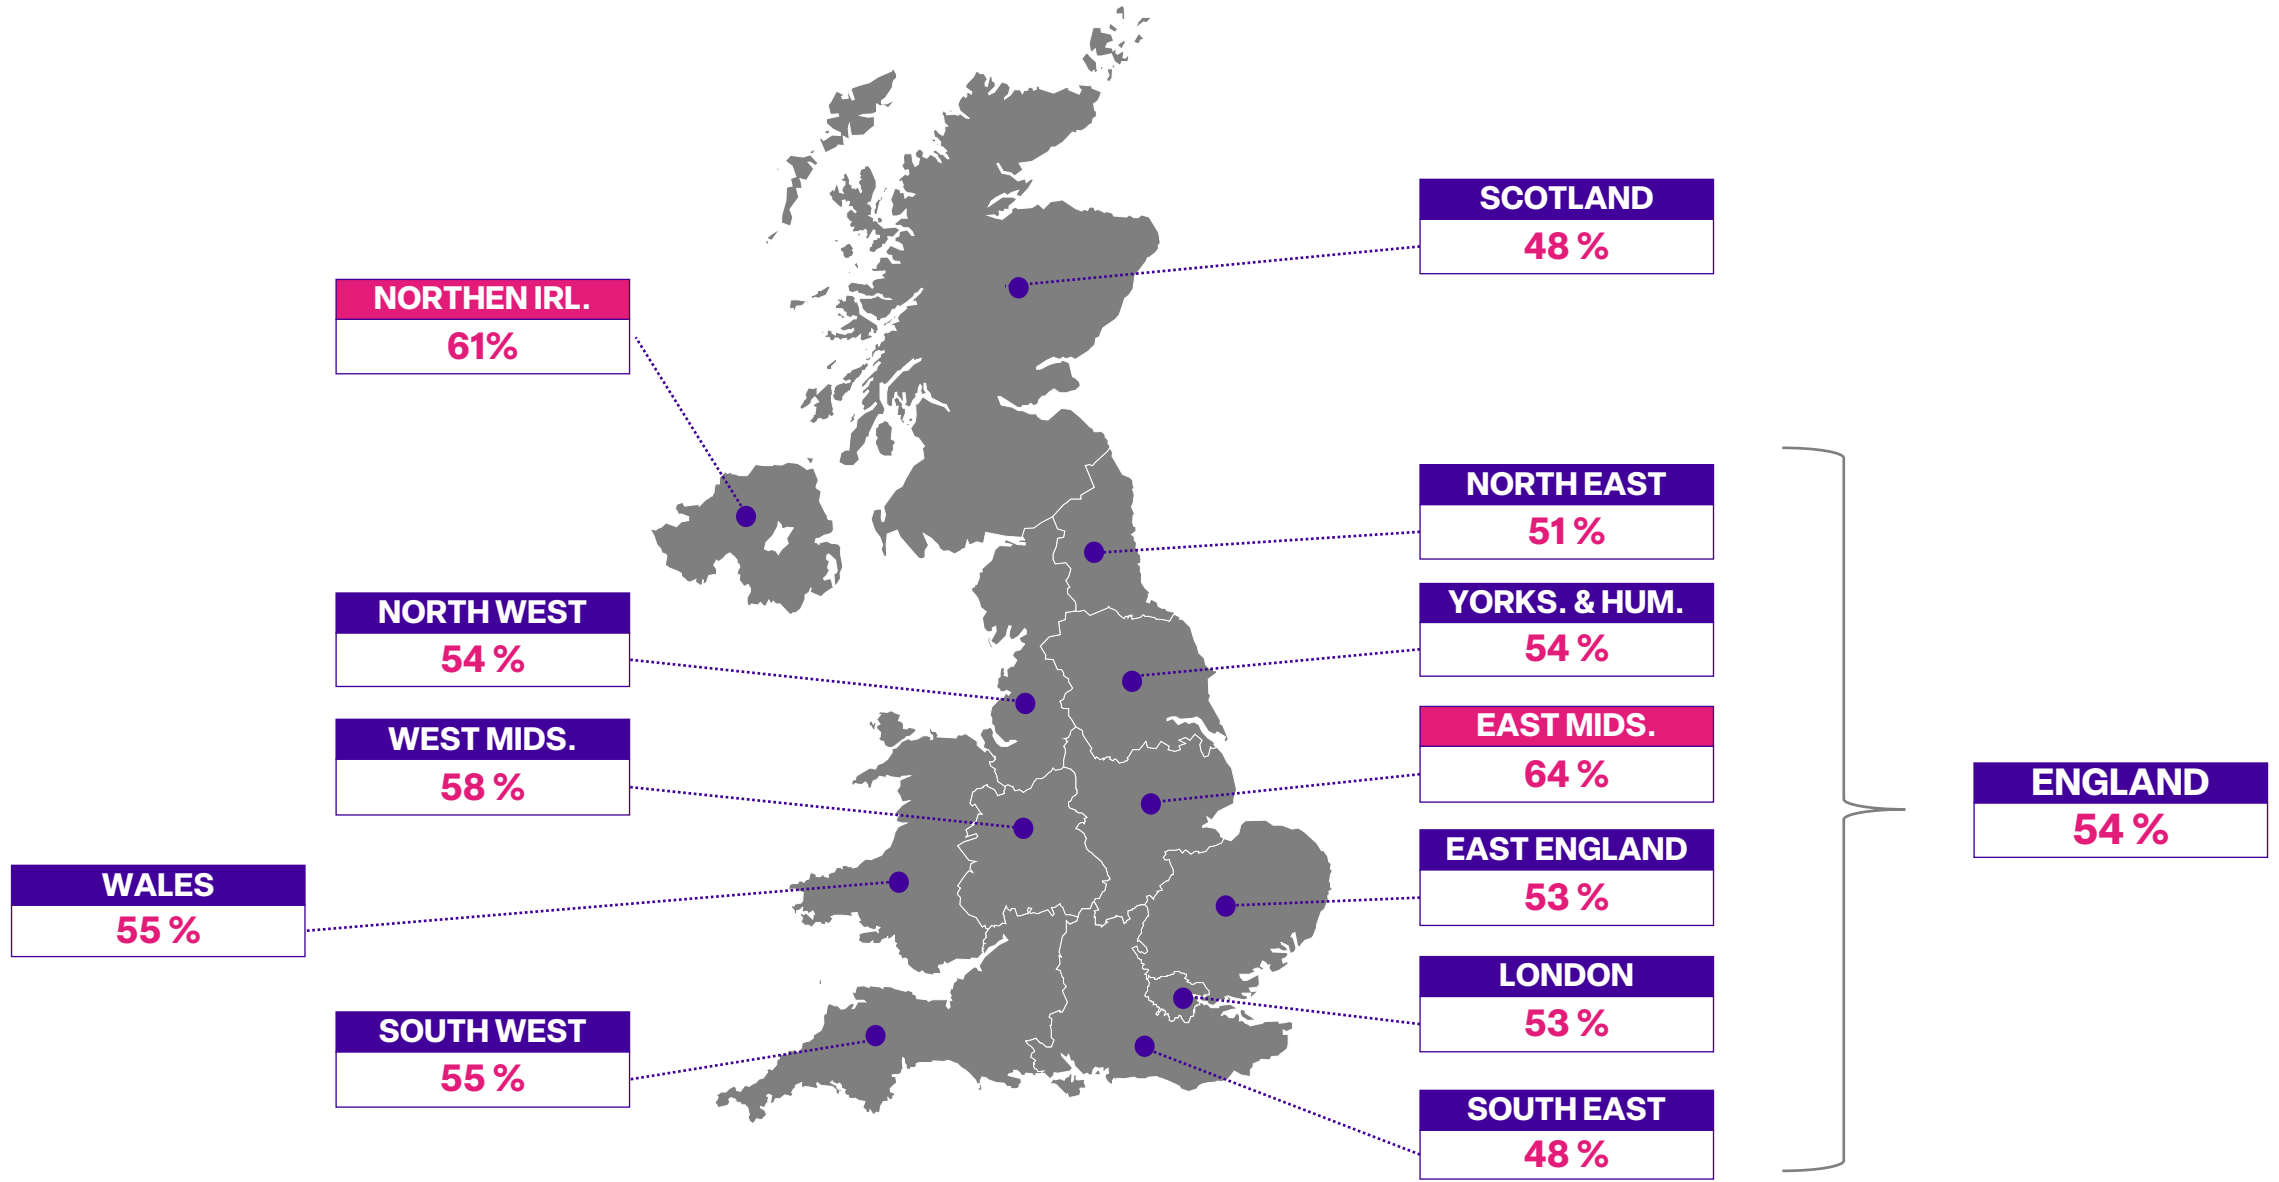 SCOTLAND
48 %
NORTHEN IRL.
61%
NORTH EAST
51 %
YORKS. & HUM.
54 %
NORTH WEST
54 %
EAST MIDS.
64 %
WEST MIDS.
58 %
ENGLAND
54 %
EAST ENGLAND
53 %
WALES
55 %
LONDON
53 %
SOUTH WEST
55 %
SOUTH EAST
48 %